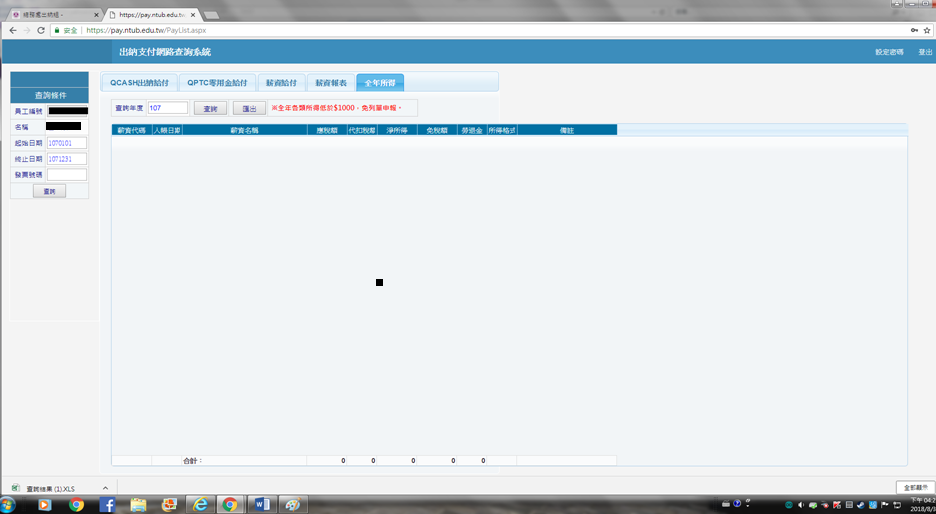 總務處出納組 -
https://pay.ntub.edu.tw
安全 | https://pay.ntub.edu.tw/PayList.aspx
出納支付網路查詢系統
設定密碼 登出
QCASH出納給付 QPTC零用金給付 薪資給付 薪資報表 全年所得
查詢條件
員工編號
名稱
起始日期 1070101
終止日期 1071231
發票號碼
查詢
查詢年度 107 查詢 匯出 ※全年各類所得低於$1000，免列單申報。
薪資代碼 入帳日期 薪資名稱 應稅額 代扣稅額 淨所得 免稅額 勞退金 所得格式 備註
合計： 0 0 0 0 0
查詢結果 (1).XLS
全部顯示
下午 04:2
2018/8/3